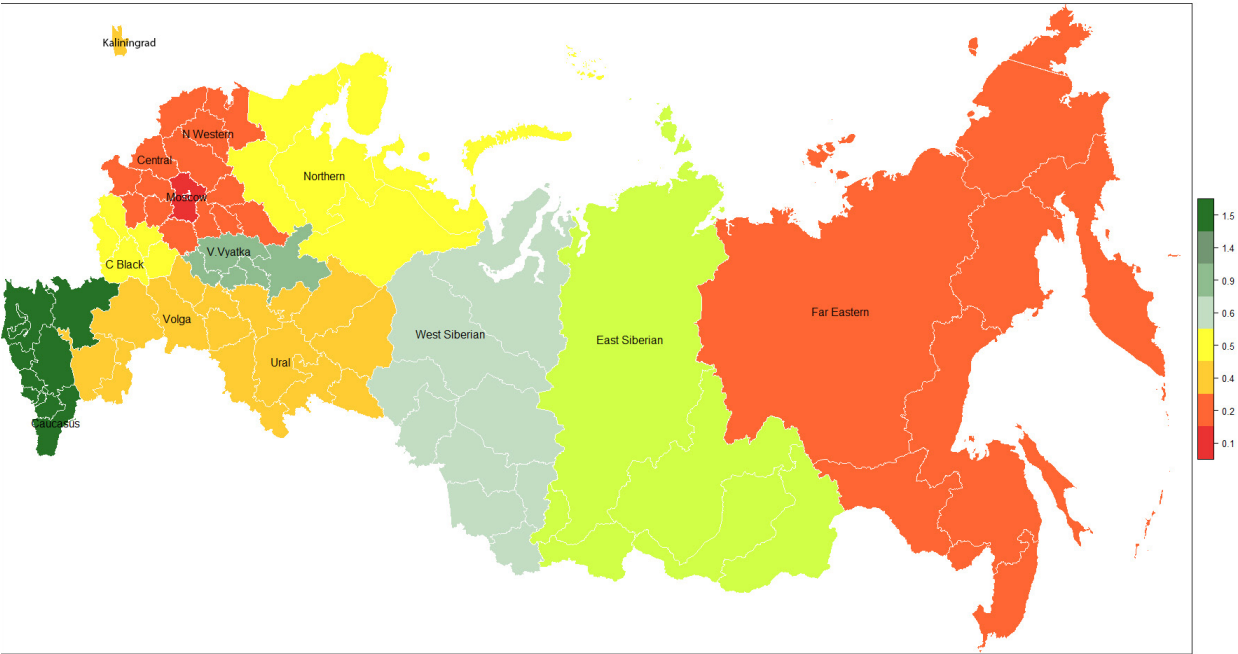 Kaliningrad
N Western
Central
Northern
Moscow
V.Vyatka
C Black
Volga
Far Eastern
West Siberian
East Siberian
Ural
Caucasus
1.5
1.4
0.9
0.6
0.5
0.4
0.2
0.1